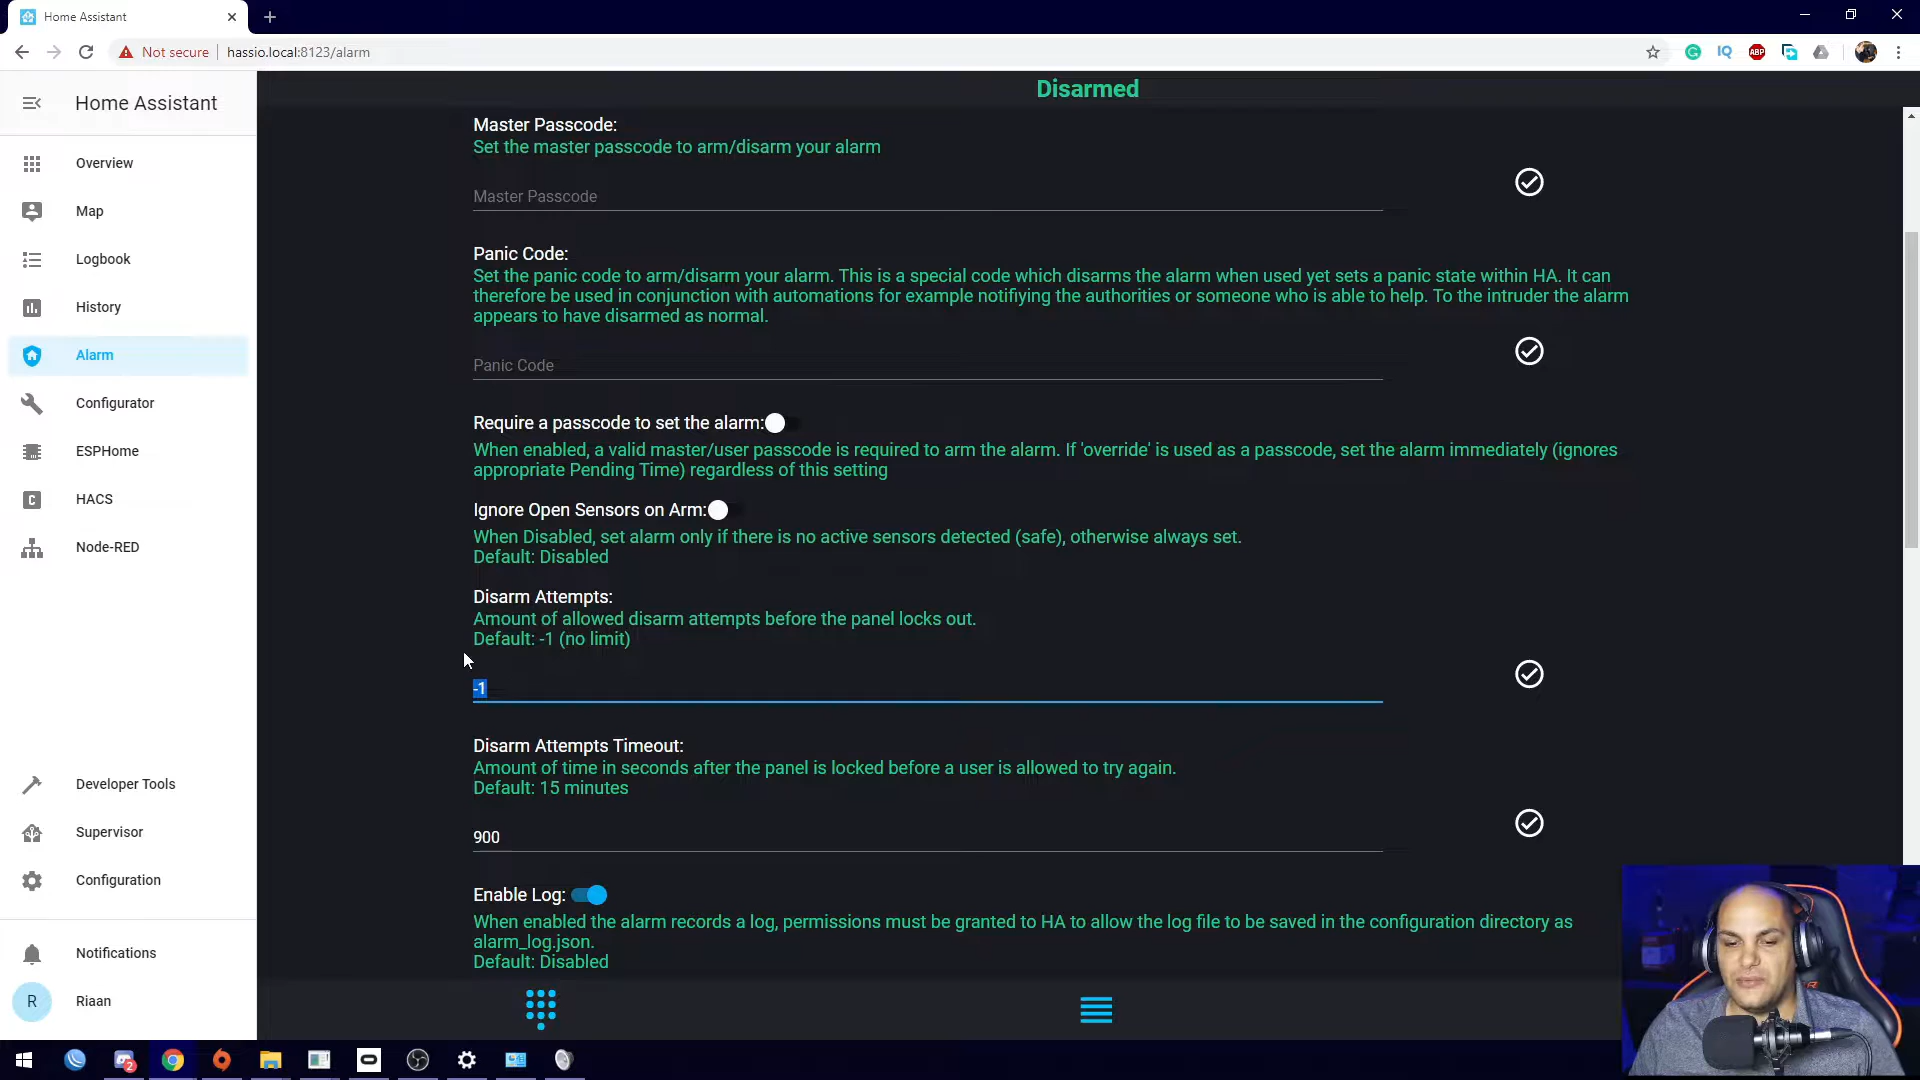 Home Assistant
Not secure
hassio.local:8123/alarm
IQ
ABP
Home Assistant
Overview
Map
Logbook
History
Alarm
Configurator
ESPHome
HACS
Node-RED
Developer Tools
Supervisor
Configuration
Notifications
R
Riaan
Disarmed
Master Passcode:
Set the master passcode to arm/disarm your alarm
Master Passcode
Panic Code:
Set the panic code to arm/disarm your alarm. This is a special code which disarms the alarm when used yet sets a panic state within HA. It can
therefore be used in conjunction with automations for example notifiying the authorities or someone who is able to help. To the intruder the alarm
appears to have disarmed as normal.
Panic Code
Require a passcode to set the alarm:
When enabled, a valid master/user passcode is required to arm the alarm. If 'override' is used as a passcode, set the alarm immediately (ignores
appropriate Pending Time) regardless of this setting
Ignore Open Sensors on Arm:
When Disabled, set alarm only if there is no active sensors detected (safe), otherwise always set.
Default: Disabled
Disarm Attempts:
Amount of allowed disarm attempts before the panel locks out.
Default: -1 (no limit)
-1
Disarm Attempts Timeout:
Amount of time in seconds after the panel is locked before a user is allowed to try again.
Default: 15 minutes
900
Enable Log:
When enabled the alarm records a log, permissions must be granted to HA to allow the log file to be saved in the configuration directory as
alarm_log.json.
Default: Disabled
2